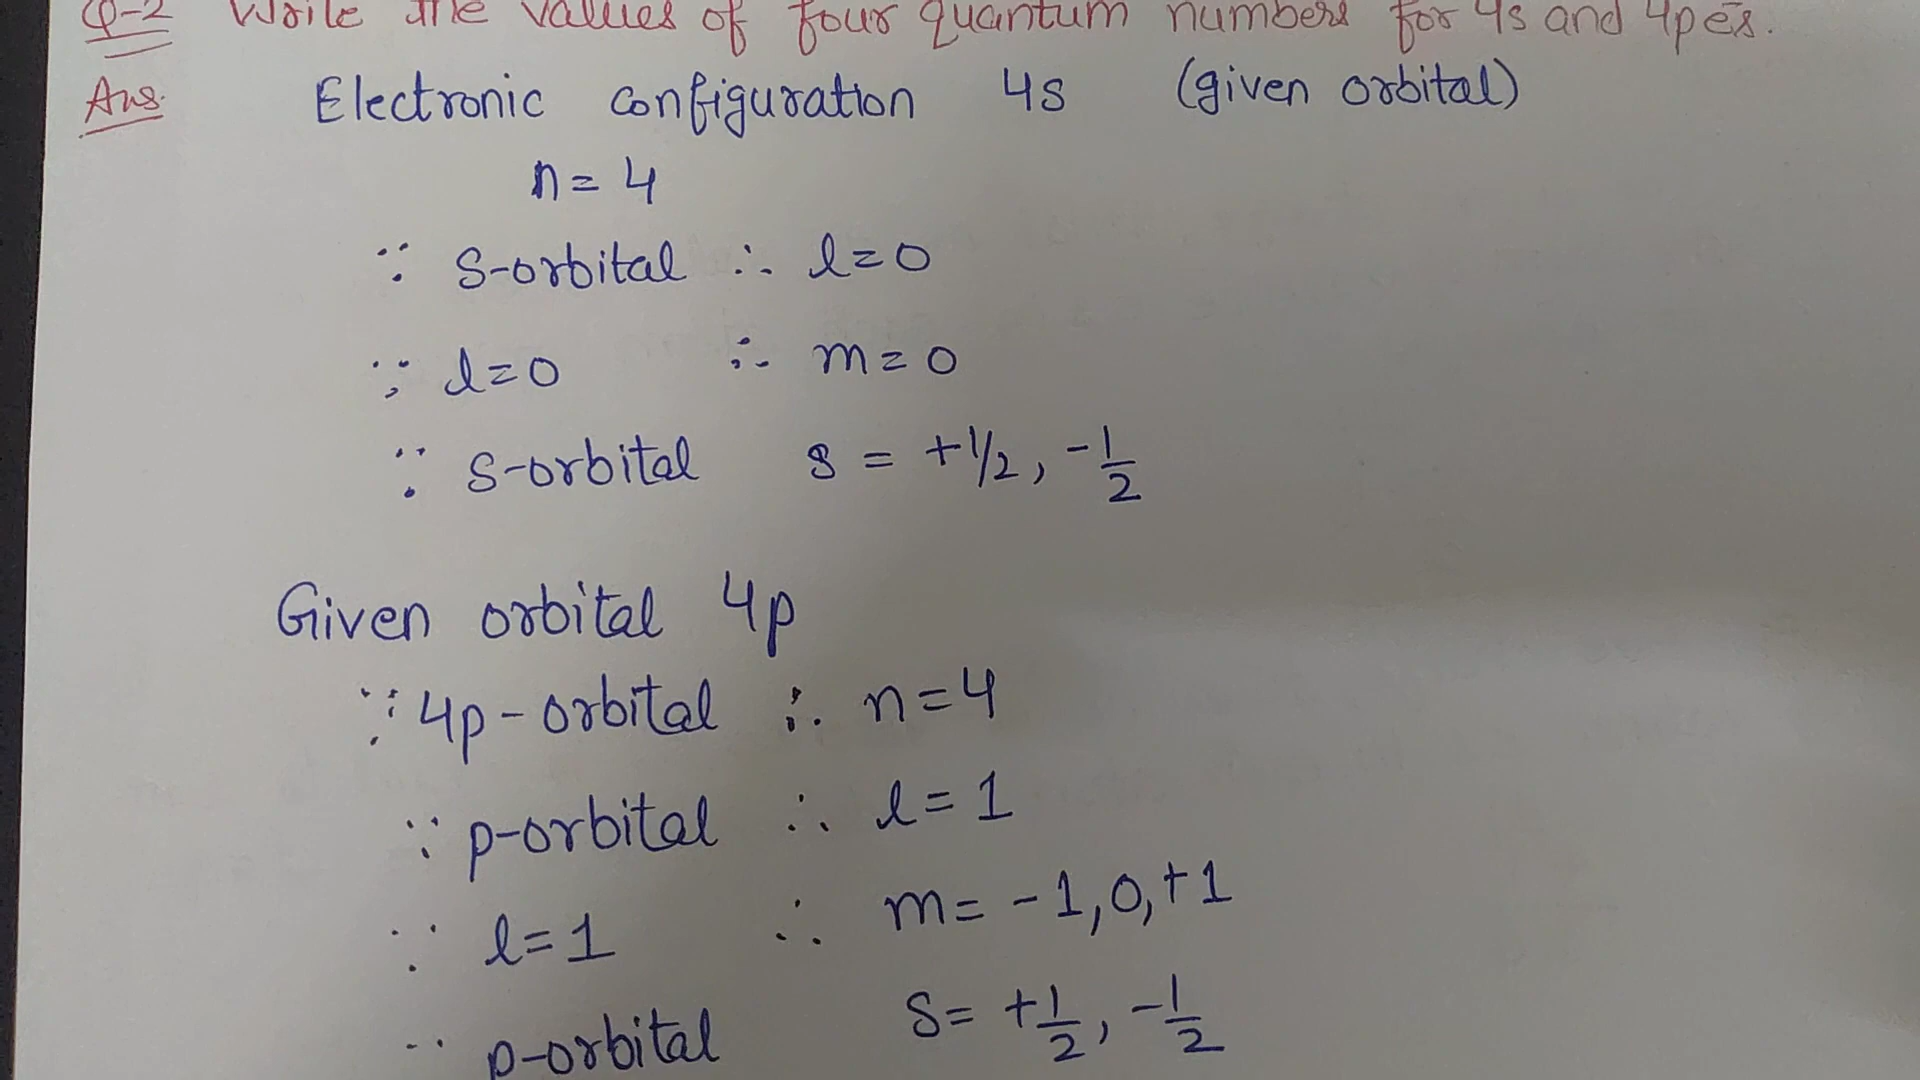 Q-2 Write the values of four quantum numbers for 4s and 4p es.
Ans. Electronic configuration 4s (given orbital)
n = 4
∵ S-orbital ∴ l=0
∵ l=0 ∴ m=0
∵ S-orbital s = +1/2, -1/2
Given orbital 4p
∵ 4p-orbital ∴ n=4
∵ p-orbital ∴ l=1
∵ l=1 ∴ m= -1,0,+1
∵ p-orbital S= +1/2, -1/2